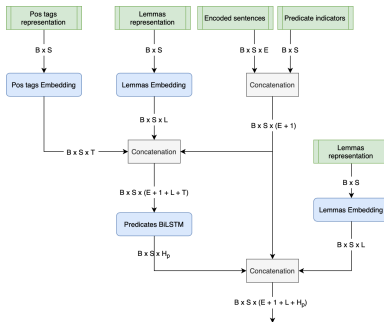 Pos tags
representation
Lemmas
representation
Encoded sentences
Predicate indicators
B x S
B x S
B x S x E
B x S
Pos tags Embedding
Lemmas Embedding
Concatenation
B x S x L
B x S x (E + 1)
B x S x T
Concatenation
Lemmas
representation
B x S x (E + 1 + L + T)
B x S
Predicates BiLSTM
Lemmas Embedding
B x S x Hp
B x S x L
Concatenation
B x S x (E + 1 + L + Hp)